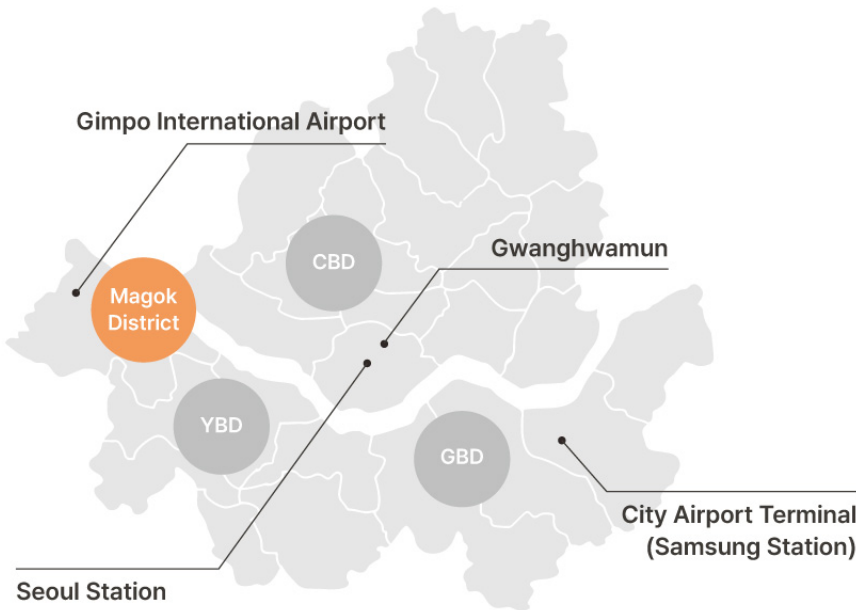 Gimpo International Airport
CBD
Gwanghwamun
Magok
District
YBD
GBD
City Airport Terminal
(Samsung Station)
Seoul Station